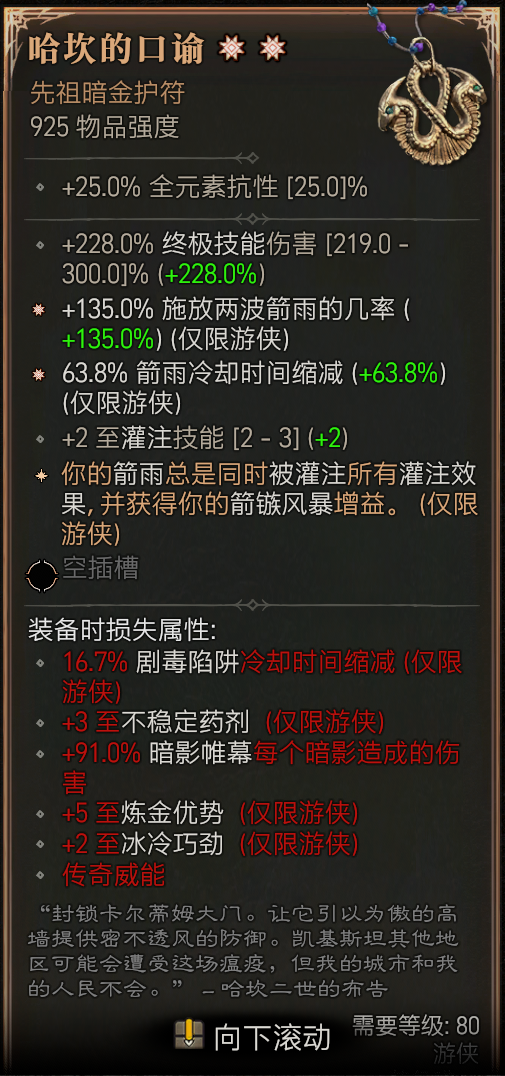 哈坎的口谕
先祖暗金护符
925 物品强度
+25.0% 全元素抗性 [25.0]%
+228.0% 终极技能伤害 [219.0 -
300.0]% (+228.0%)
+135.0% 施放两波箭雨的几率 (
+135.0%) (仅限游侠)
63.8% 箭雨冷却时间缩减 (+63.8%)
(仅限游侠)
+2 至灌注技能 [2 - 3] (+2)
你的箭雨总是同时被灌注所有灌注效
果, 并获得你的箭镞风暴增益。 (仅限
游侠)
空插槽
装备时损失属性:
16.7% 剧毒陷阱冷却时间缩减 (仅限
游侠)
+3 至不稳定药剂 (仅限游侠)
+91.0% 暗影帷幕每个暗影造成的伤
害
+5 至炼金优势 (仅限游侠)
+2 至冰冷巧劲 (仅限游侠)
传奇威能
“封锁卡尔蒂姆大门。让它引以为傲的高
墙提供密不透风的防御。凯基斯坦其他地
区可能会遭受这场瘟疫，但我的城市和我
的人民不会。” – 哈坎二世的布告
向下滚动
需要等级: 80
游侠